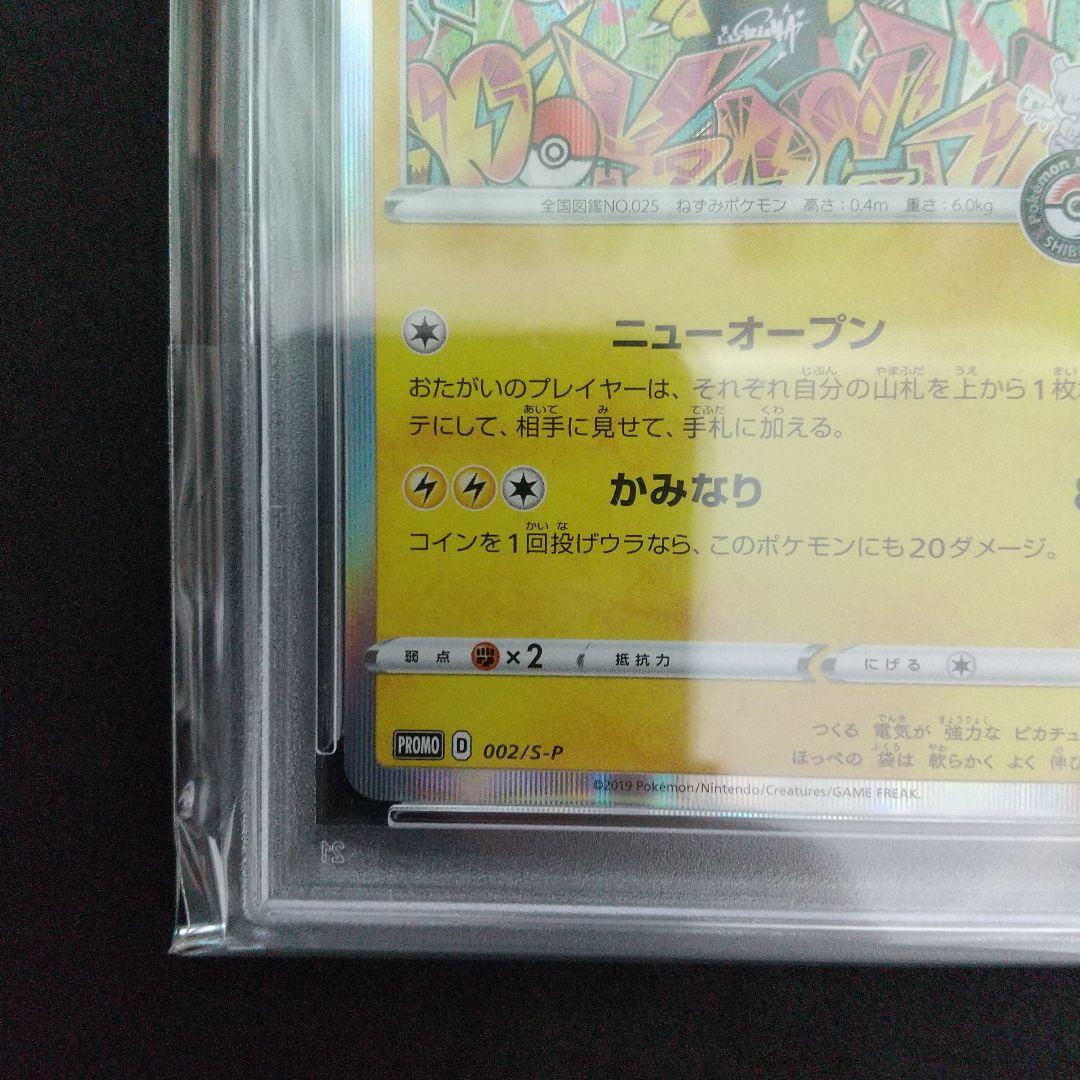 全国図鑑NO.025 ねずみポケモン 高さ:0.4m 重さ:6.0kg
Pokémon
SHIB
ニューオープン
おたがいのプレイヤーは、それぞれ自分の山札を上から1枚
テにして、相手に見せて、手札に加える。
かみなり
コインを1回投げウラなら、このポケモンにも20ダメージ。
弱点 ×2 抵抗力 にげる
つくる 電気が 強力な ピカチュ
ほっぺの 袋は 軟らかく よく 伸び
PROMO D 002/S-P
©2019 Pokémon/Nintendo/Creatures/GAME FREAK.
21